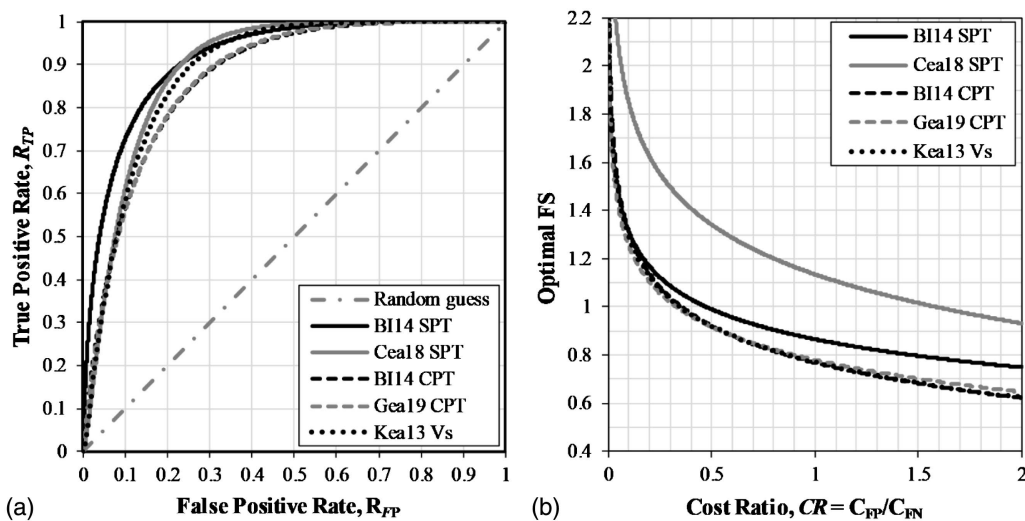 1
0.9
0.8
0.7
0.6
0.5
0.4
0.3
0.2
0.1
0
True Positive Rate, R_TP
Random guess
BI14 SPT
Cea18 SPT
BI14 CPT
Gea19 CPT
Kea13 Vs
0 0.1 0.2 0.3 0.4 0.5 0.6 0.7 0.8 0.9 1
(a) False Positive Rate, R_FP
2.2
2
1.8
1.6
1.4
1.2
1
0.8
0.6
0.4
Optimal FS
BI14 SPT
Cea18 SPT
BI14 CPT
Gea19 CPT
Kea13 Vs
0 0.5 1 1.5 2
(b) Cost Ratio, CR = C_FP/C_FN